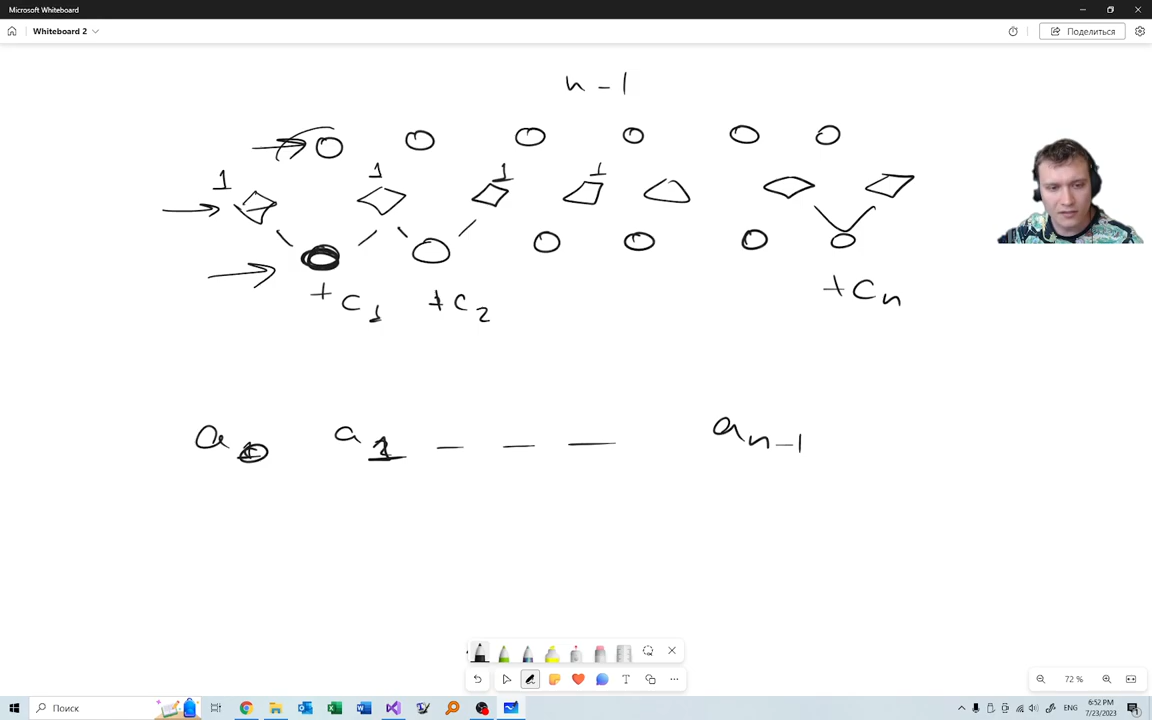 Microsoft Whiteboard
Whiteboard 2
Поделиться
n - 1
1 1 1 1
+ c1 + c2 + cn
a0 a1 — — — an-1
72 %
Поиск
ENG
6:52 PM
7/23/2023